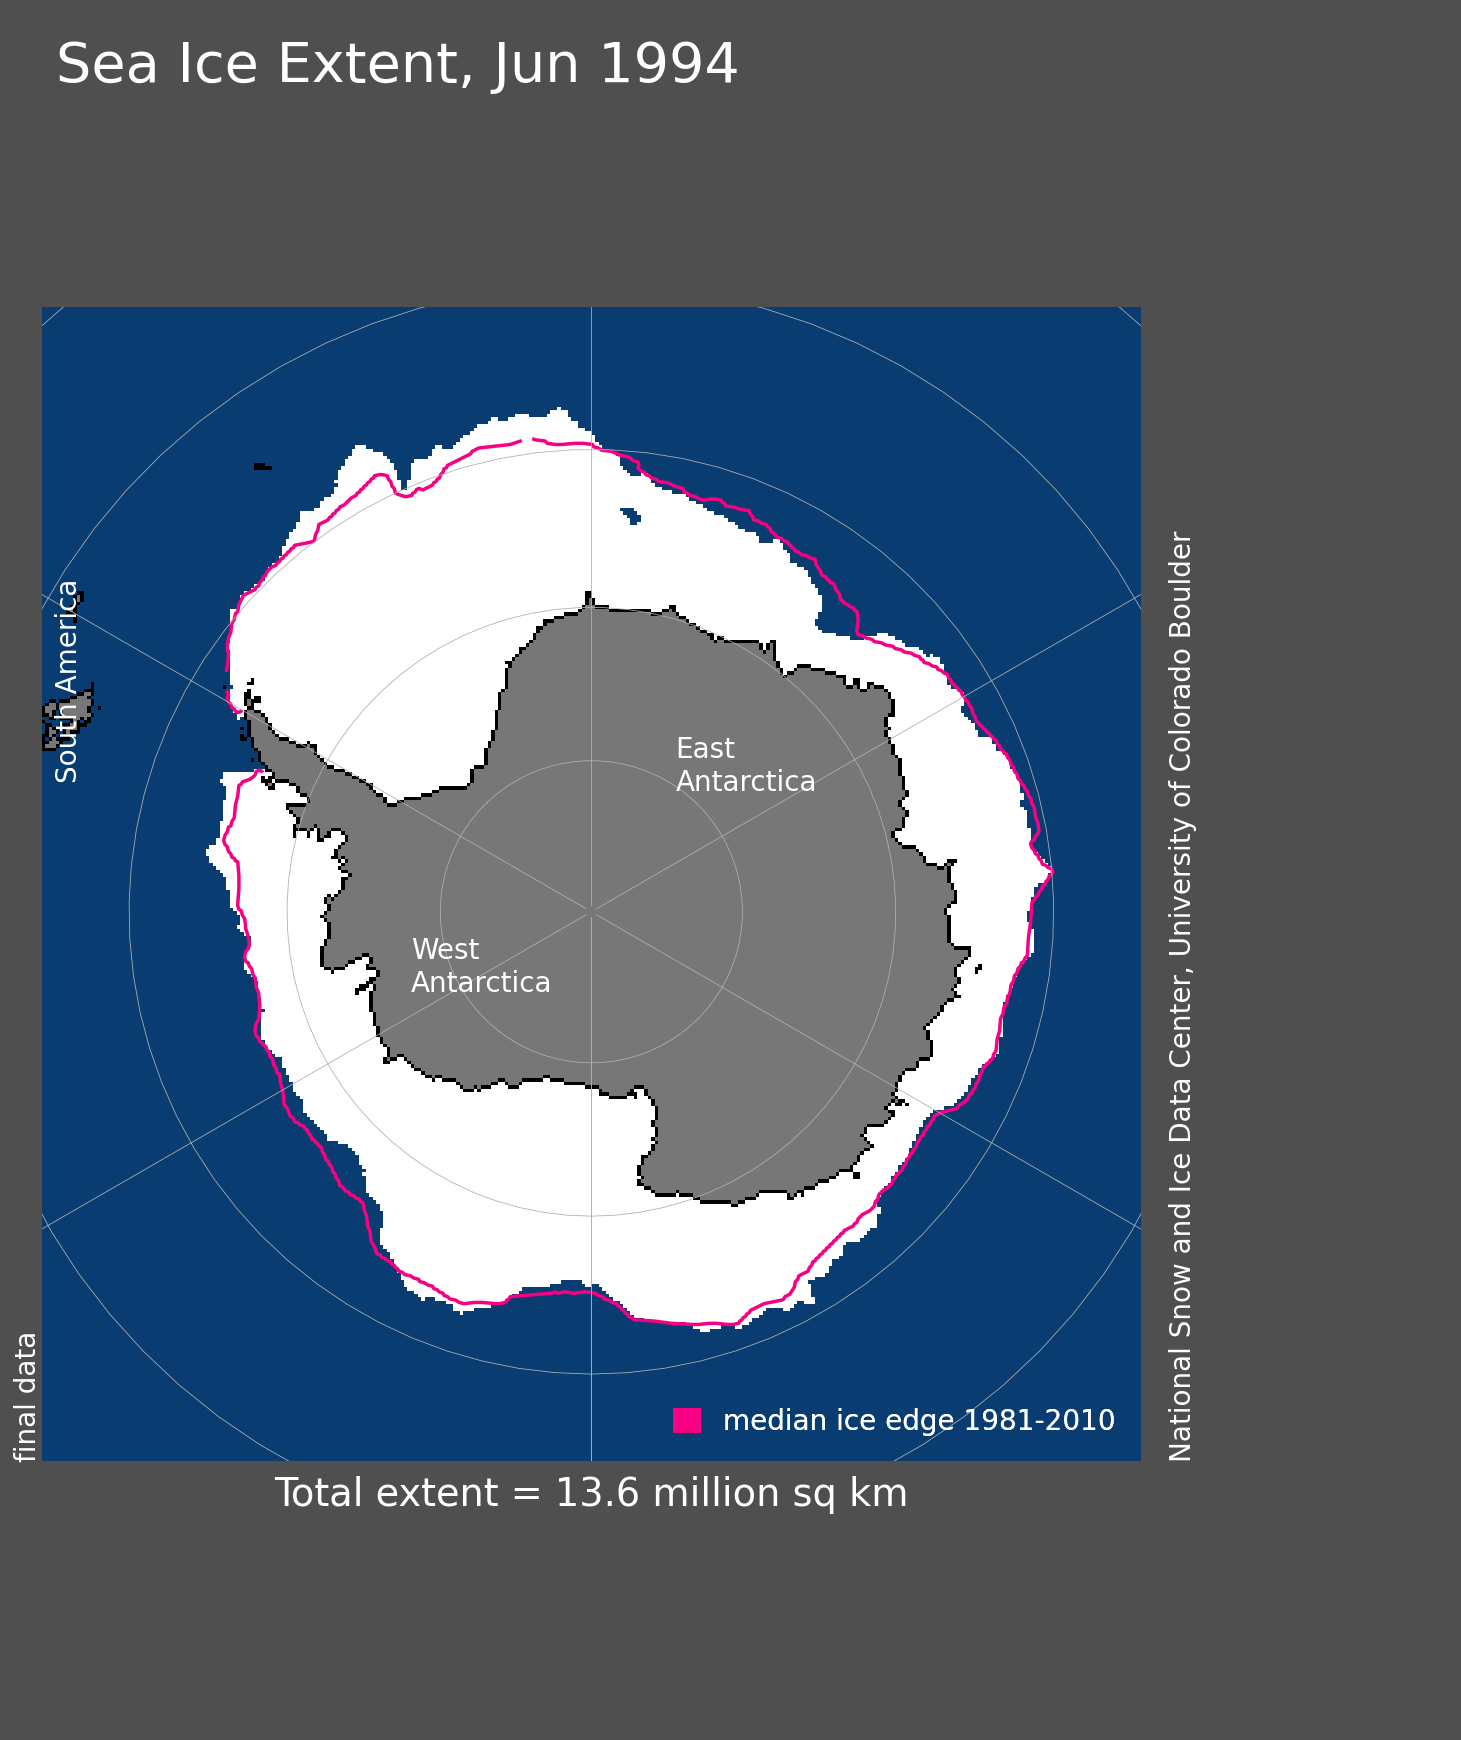 Sea Ice Extent, Jun 1994
South America
East
Antarctica
West
Antarctica
National Snow and Ice Data Center, University of Colorado Boulder
final data
median ice edge 1981-2010
Total extent = 13.6 million sq km